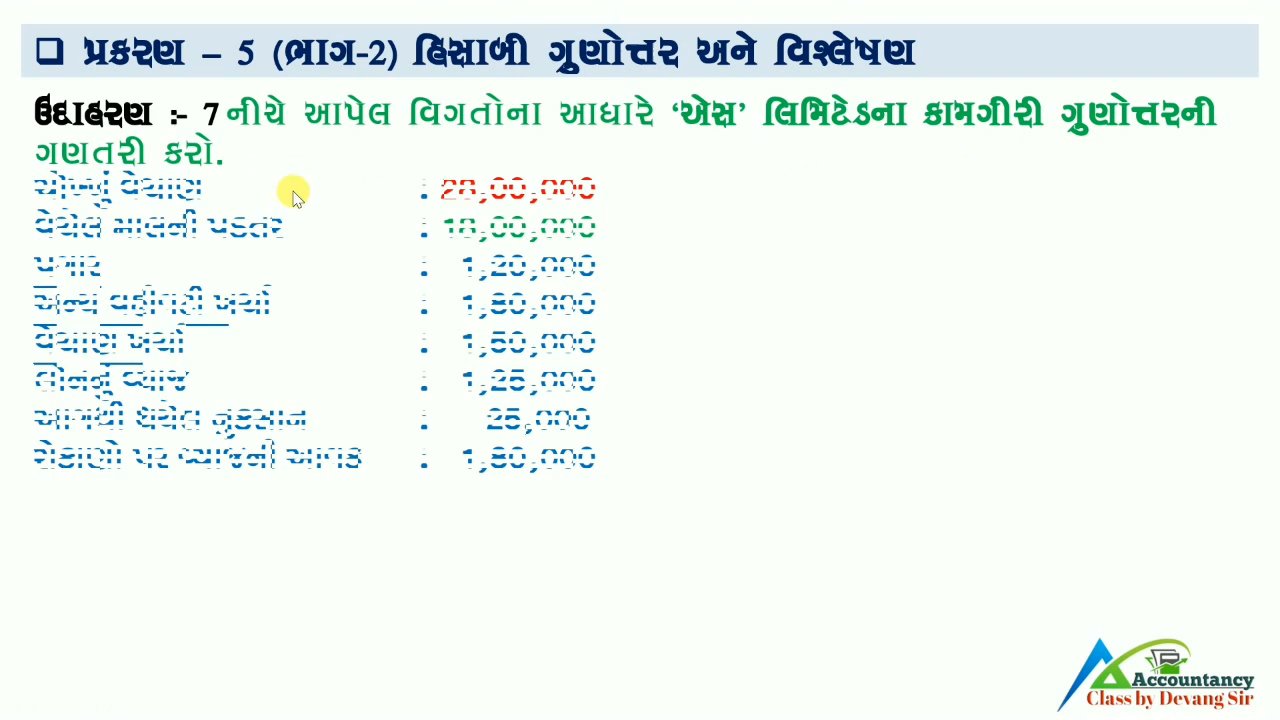 ❑ પ્રકરણ – 5 (ભાગ-2) હિસાબી ગુણોત્તર અને વિશ્લેષણ
ઉદાહરણ :- 7 નીચે આપેલ વિગતોના આધારે ‘એસ’ લિમિટેડના કામગીરી ગુણોત્તરની
ગણતરી કરો.
ચોખ્ખું વેચાણ : 28,00,000
વેચેલ માલની પડતર : 18,00,000
પગાર : 1,20,000
અન્ય વહીવટી ખર્ચા : 1,80,000
વેચાણ ખર્ચા : 1,50,000
લોનનું વ્યાજ : 1,25,000
આગથી થયેલ નુકસાન : 25,000
રોકાણો પર વ્યાજની આવક : 1,80,000
Accountancy
Class by Devang Sir